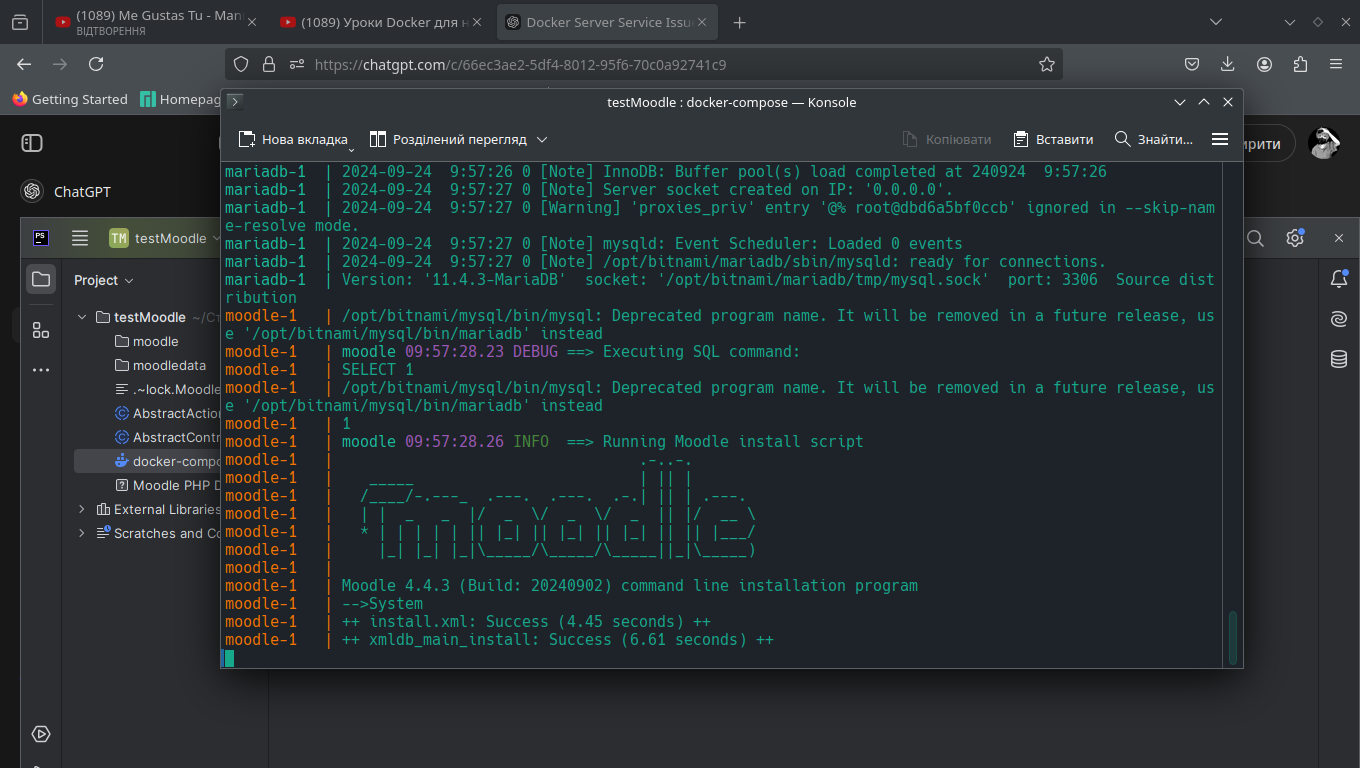 (1089) Me Gustas Tu - Man
ВІДТВОРЕННЯ
(1089) Уроки Docker для н
Docker Server Service Issu
https://chatgpt.com/c/66ec3ae2-5df4-8012-95f6-70c0a92741c9
Getting Started
Homepag
testMoodle : docker-compose — Konsole
Нова вкладка
Розділений перегляд
Копіювати
Вставити
Знайти...
рити
ChatGPT
PS
TM
testMoodle
Project
testMoodle ~/Ст
moodle
moodledata
.~lock.Moodle
AbstractAction
AbstractContr
docker-compo
Moodle PHP D
External Libraries
Scratches and Co
mariadb-1  | 2024-09-24  9:57:26 0 [Note] InnoDB: Buffer pool(s) load completed at 240924  9:57:26
mariadb-1  | 2024-09-24  9:57:27 0 [Note] Server socket created on IP: '0.0.0.0'.
mariadb-1  | 2024-09-24  9:57:27 0 [Warning] 'proxies_priv' entry '@% root@dbd6a5bf0ccb' ignored in --skip-nam
e-resolve mode.
mariadb-1  | 2024-09-24  9:57:27 0 [Note] mysqld: Event Scheduler: Loaded 0 events
mariadb-1  | 2024-09-24  9:57:27 0 [Note] /opt/bitnami/mariadb/sbin/mysqld: ready for connections.
mariadb-1  | Version: '11.4.3-MariaDB'  socket: '/opt/bitnami/mariadb/tmp/mysql.sock'  port: 3306  Source dist
ribution
moodle-1   | /opt/bitnami/mysql/bin/mysql: Deprecated program name. It will be removed in a future release, us
e '/opt/bitnami/mysql/bin/mariadb' instead
moodle-1   | moodle 09:57:28.23 DEBUG ==> Executing SQL command:
moodle-1   | SELECT 1
moodle-1   | /opt/bitnami/mysql/bin/mysql: Deprecated program name. It will be removed in a future release, us
e '/opt/bitnami/mysql/bin/mariadb' instead
moodle-1   | 1
moodle-1   | moodle 09:57:28.26 INFO  ==> Running Moodle install script
moodle-1   |                                  .-..-.
moodle-1   |    _____                         | || |
moodle-1   |   /____/-.---_  .---.  .---.  .-.| || | .---.
moodle-1   |   | |  _   _  |/  _  \/  _  \/  _  || |/  __ \
moodle-1   |   * | | | | | || |_| || |_| || |_| || || |___/
moodle-1   |     |_| |_| |_|\_____/\_____/\_____||_|\_____)
moodle-1   |
moodle-1   | Moodle 4.4.3 (Build: 20240902) command line installation program
moodle-1   | -->System
moodle-1   | ++ install.xml: Success (4.45 seconds) ++
moodle-1   | ++ xmldb_main_install: Success (6.61 seconds) ++